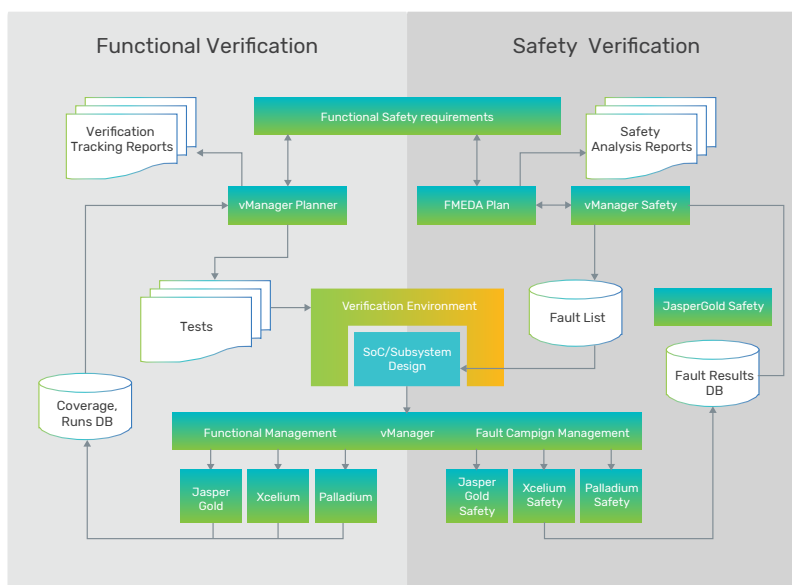 Functional Verification
Safety Verification
Functional Safety requirements
Verification
Tracking Reports
Safety
Analysis Reports
vManager Planner
FMEDA Plan
vManager Safety
Tests
Verification Environment
SoC/Subsystem
Design
Fault List
JasperGold Safety
Coverage,
Runs DB
Fault Results
DB
Functional Management
vManager
Fault Campign Management
Jasper
Gold
Xcelium
Palladium
Jasper
Gold
Safety
Xcelium
Safety
Palladium
Safety